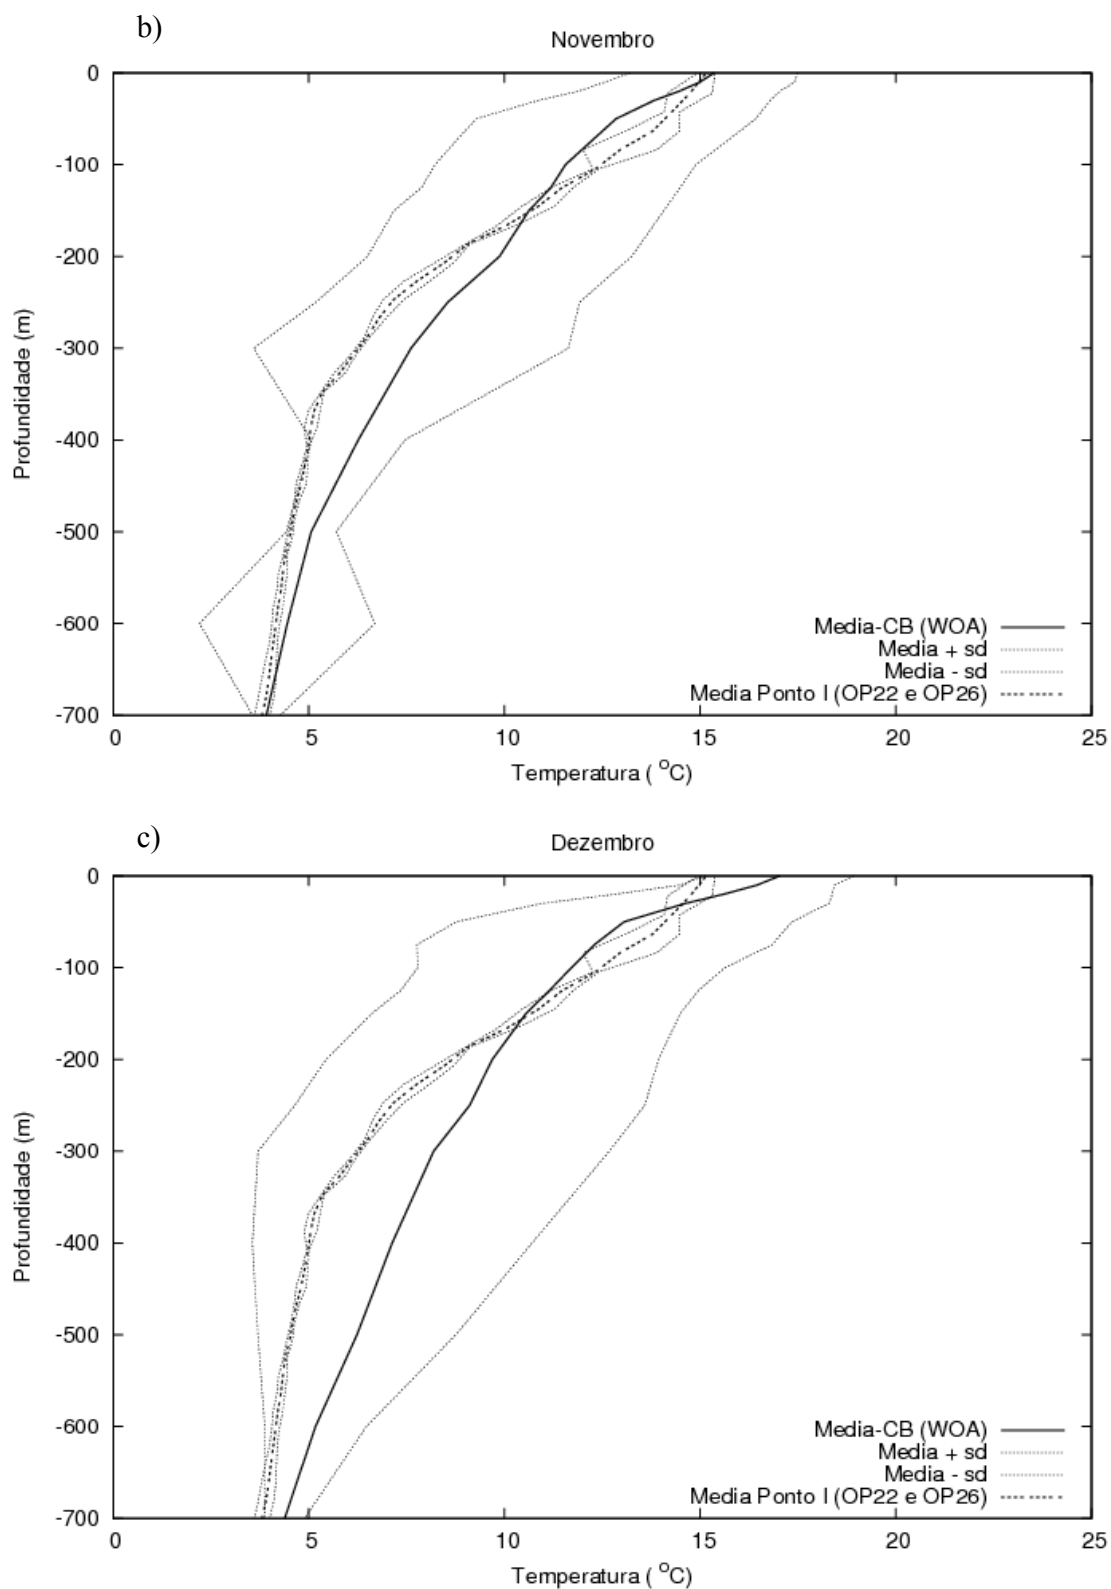 b)
Novembro
0
-100
-200
-300
-400
-500
-600
-700
Profundidade (m)
Media-CB (WOA)
Media + sd
Media - sd
Media Ponto I (OP22 e OP26)
0 5 10 15 20 25
Temperatura ( °C)
c)
Dezembro
0
-100
-200
-300
-400
-500
-600
-700
Profundidade (m)
Media-CB (WOA)
Media + sd
Media - sd
Media Ponto I (OP22 e OP26)
0 5 10 15 20 25
Temperatura ( °C)